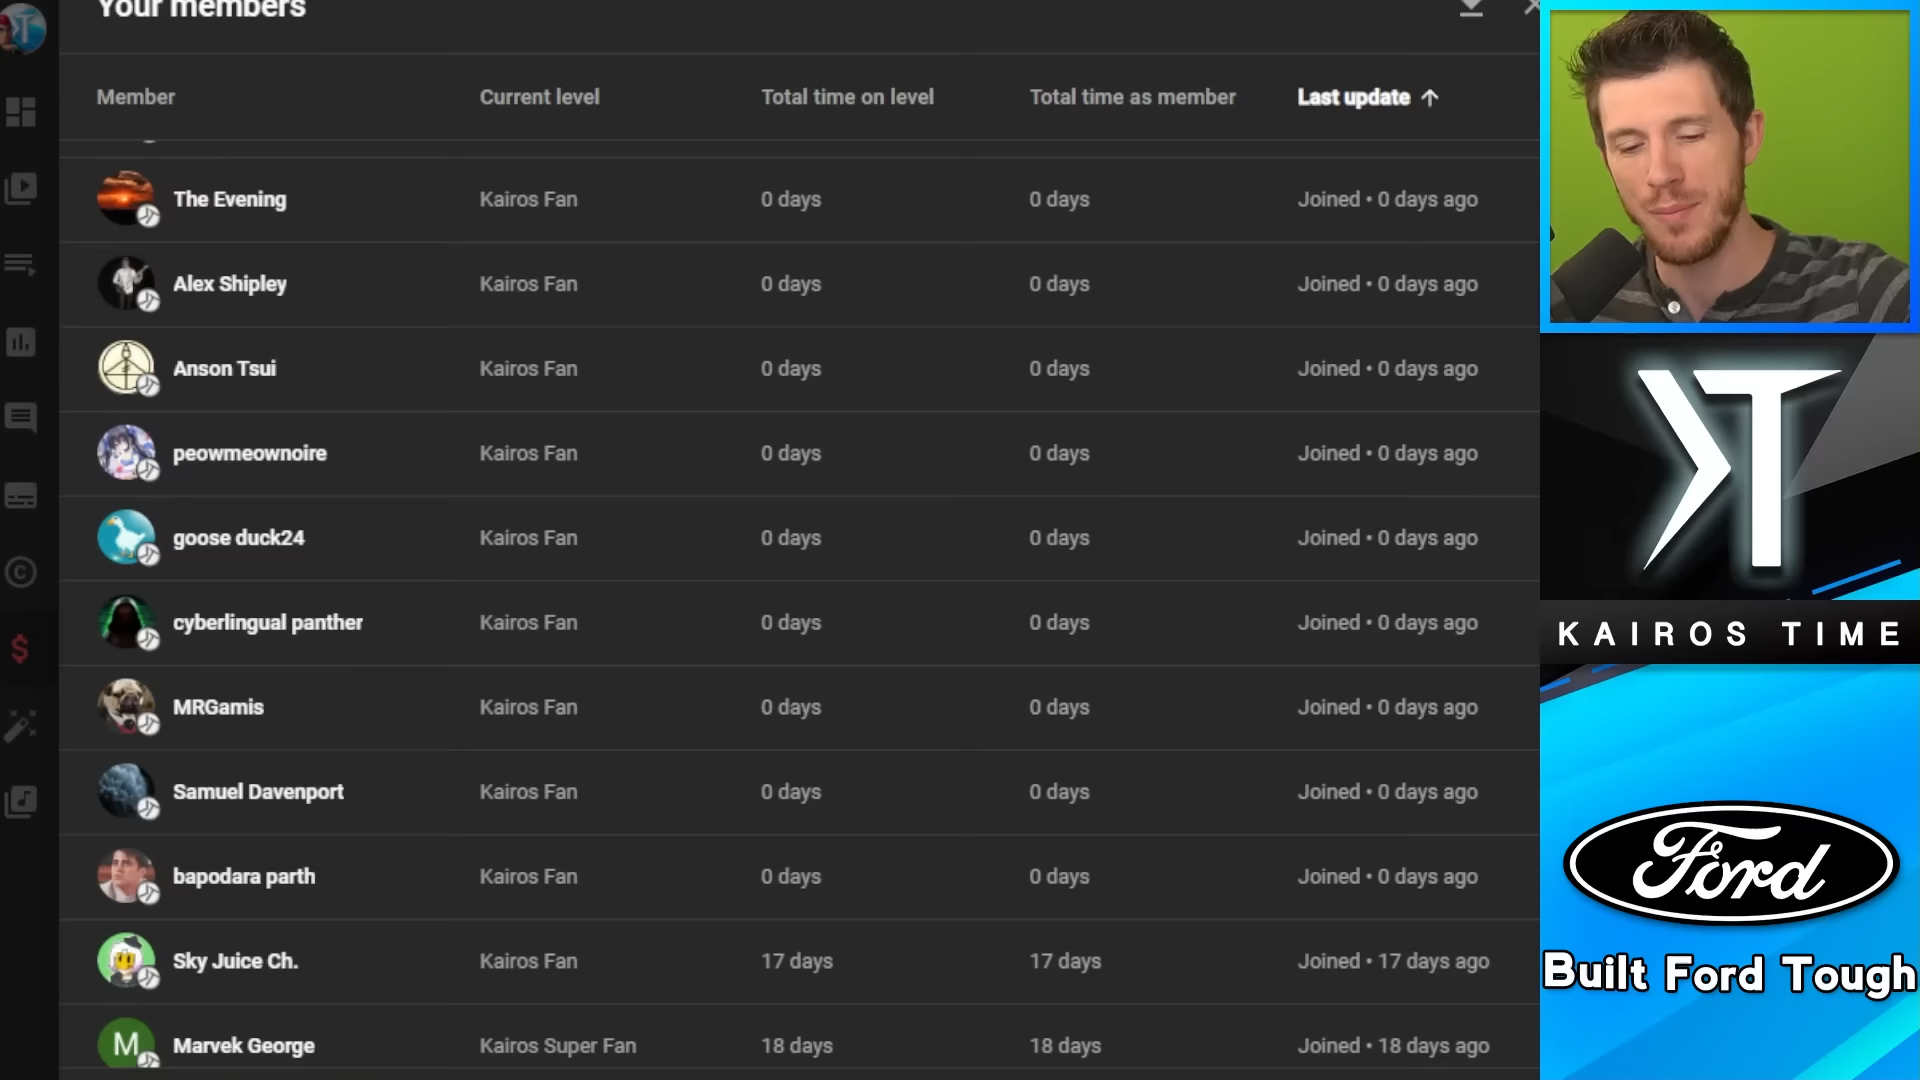 Your members
Member Current level Total time on level Total time as member Last update ↑
The Evening Kairos Fan 0 days 0 days Joined • 0 days ago
Alex Shipley Kairos Fan 0 days 0 days Joined • 0 days ago
Anson Tsui Kairos Fan 0 days 0 days Joined • 0 days ago
peowmeownoire Kairos Fan 0 days 0 days Joined • 0 days ago
goose duck24 Kairos Fan 0 days 0 days Joined • 0 days ago
cyberlingual panther Kairos Fan 0 days 0 days Joined • 0 days ago
MRGamis Kairos Fan 0 days 0 days Joined • 0 days ago
Samuel Davenport Kairos Fan 0 days 0 days Joined • 0 days ago
bapodara parth Kairos Fan 0 days 0 days Joined • 0 days ago
Sky Juice Ch. Kairos Fan 17 days 17 days Joined • 17 days ago
M Marvek George Kairos Super Fan 18 days 18 days Joined • 18 days ago
KT
KAIROS TIME
Ford
Built Ford Tough